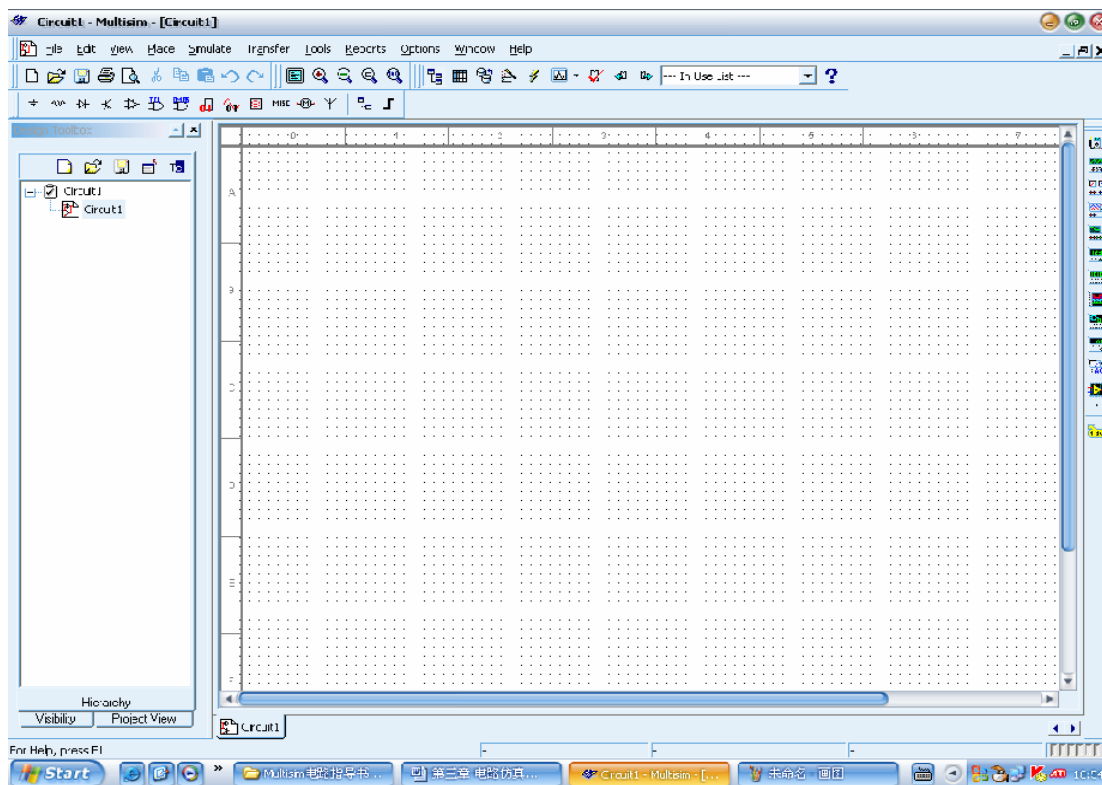 Circuit1 - Multisim - [Circuit1]
File Edit View Place Simulate Transfer Tools Reports Options Window Help
--- In Use List ---
?
MISC
Design Toolbox
0 1 2 3 4 5 6 7
A
B
C
D
E
F
Circuit1
Circuit1
Hierarchy
Visibility Project View
Circuit1
For Help, press F1
Start
Multisim电路指导书...
第三章 电路仿真...
Circuit1 - Multisim - [...
未命名 - 画图